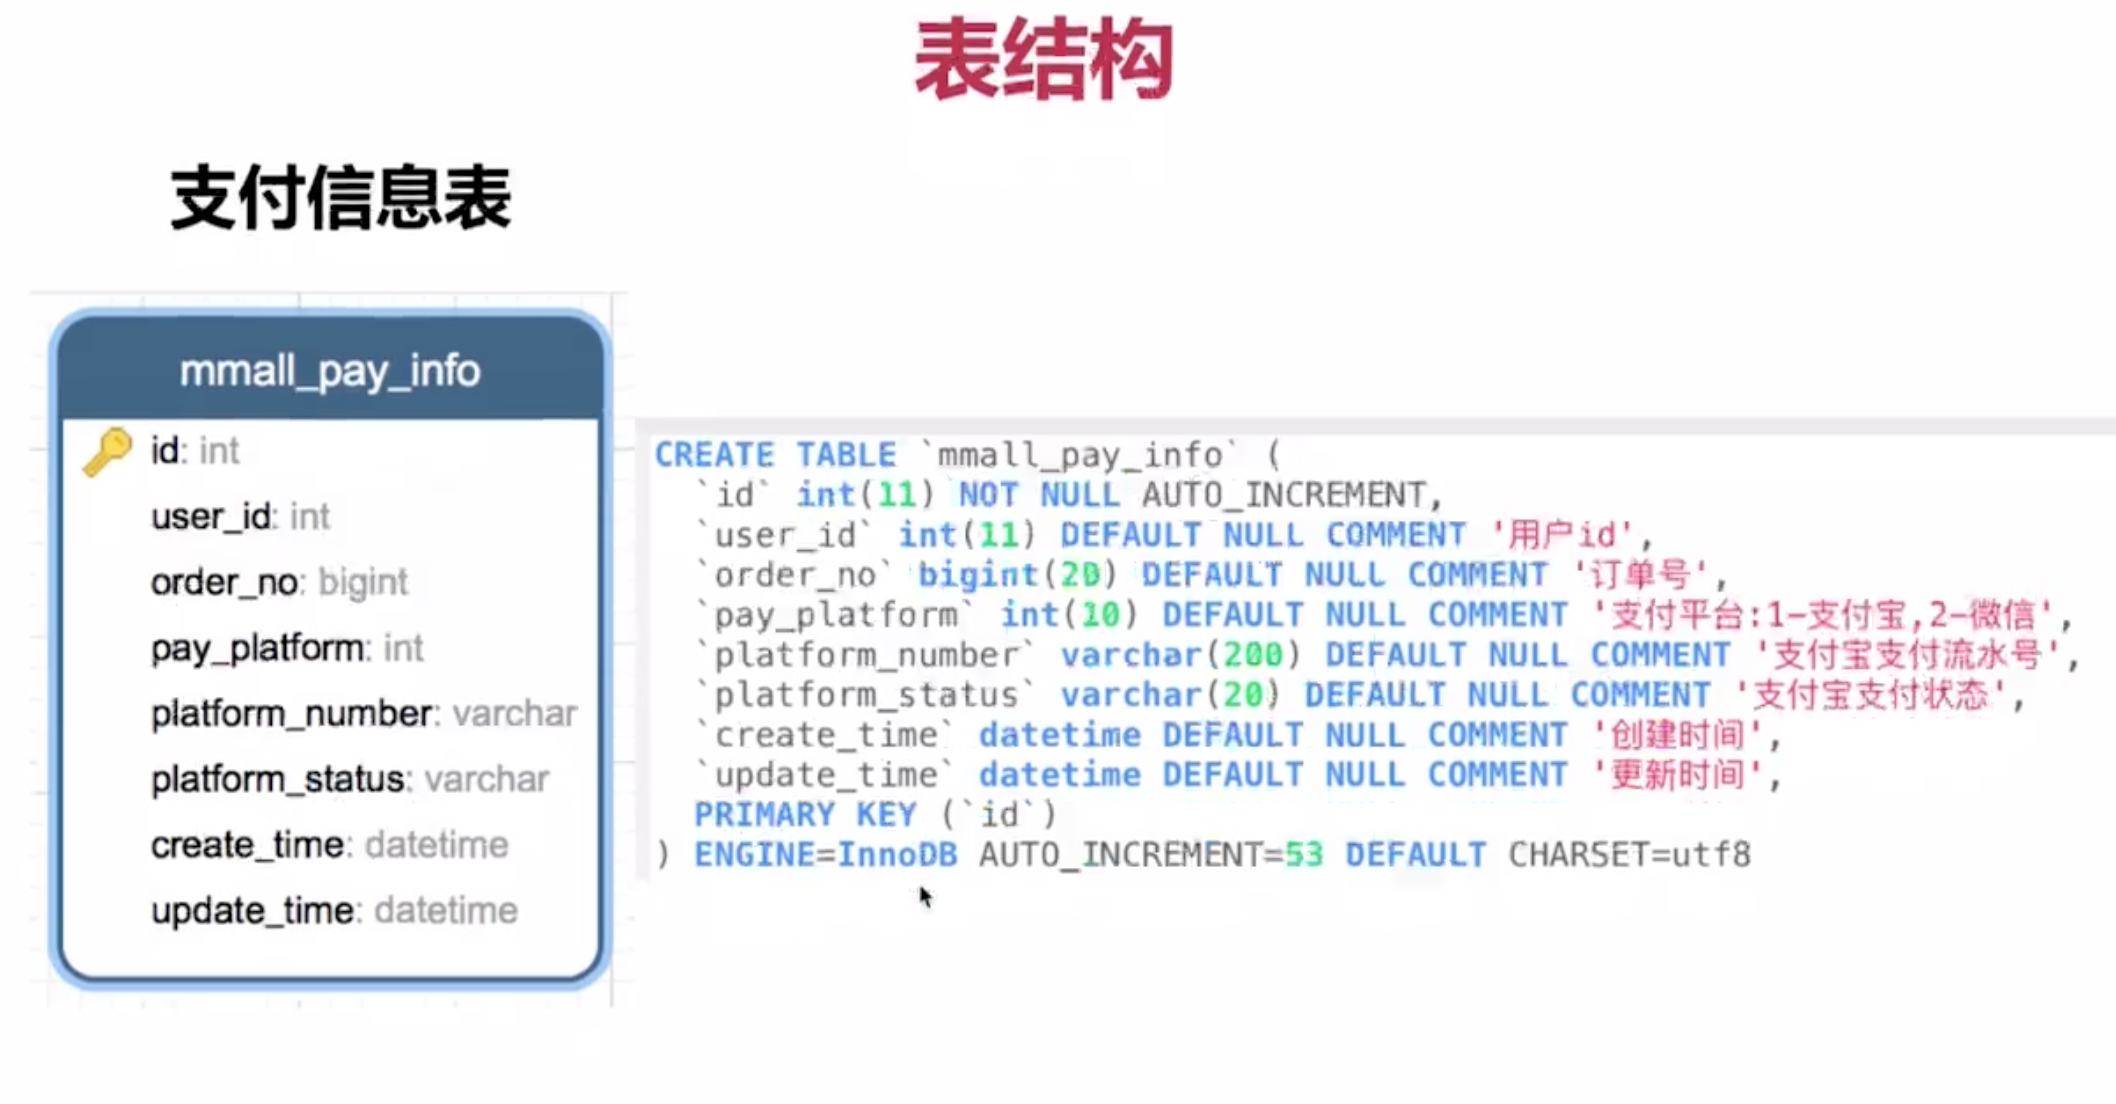 表结构
支付信息表
mmall_pay_info
id: int
user_id: int
order_no: bigint
pay_platform: int
platform_number: varchar
platform_status: varchar
create_time: datetime
update_time: datetime
CREATE TABLE `mmall_pay_info` (
`id` int(11) NOT NULL AUTO_INCREMENT,
`user_id` int(11) DEFAULT NULL COMMENT '用户id',
`order_no` bigint(20) DEFAULT NULL COMMENT '订单号',
`pay_platform` int(10) DEFAULT NULL COMMENT '支付平台:1-支付宝,2-微信',
`platform_number` varchar(200) DEFAULT NULL COMMENT '支付宝支付流水号',
`platform_status` varchar(20) DEFAULT NULL COMMENT '支付宝支付状态',
`create_time` datetime DEFAULT NULL COMMENT '创建时间',
`update_time` datetime DEFAULT NULL COMMENT '更新时间',
PRIMARY KEY (`id`)
) ENGINE=InnoDB AUTO_INCREMENT=53 DEFAULT CHARSET=utf8